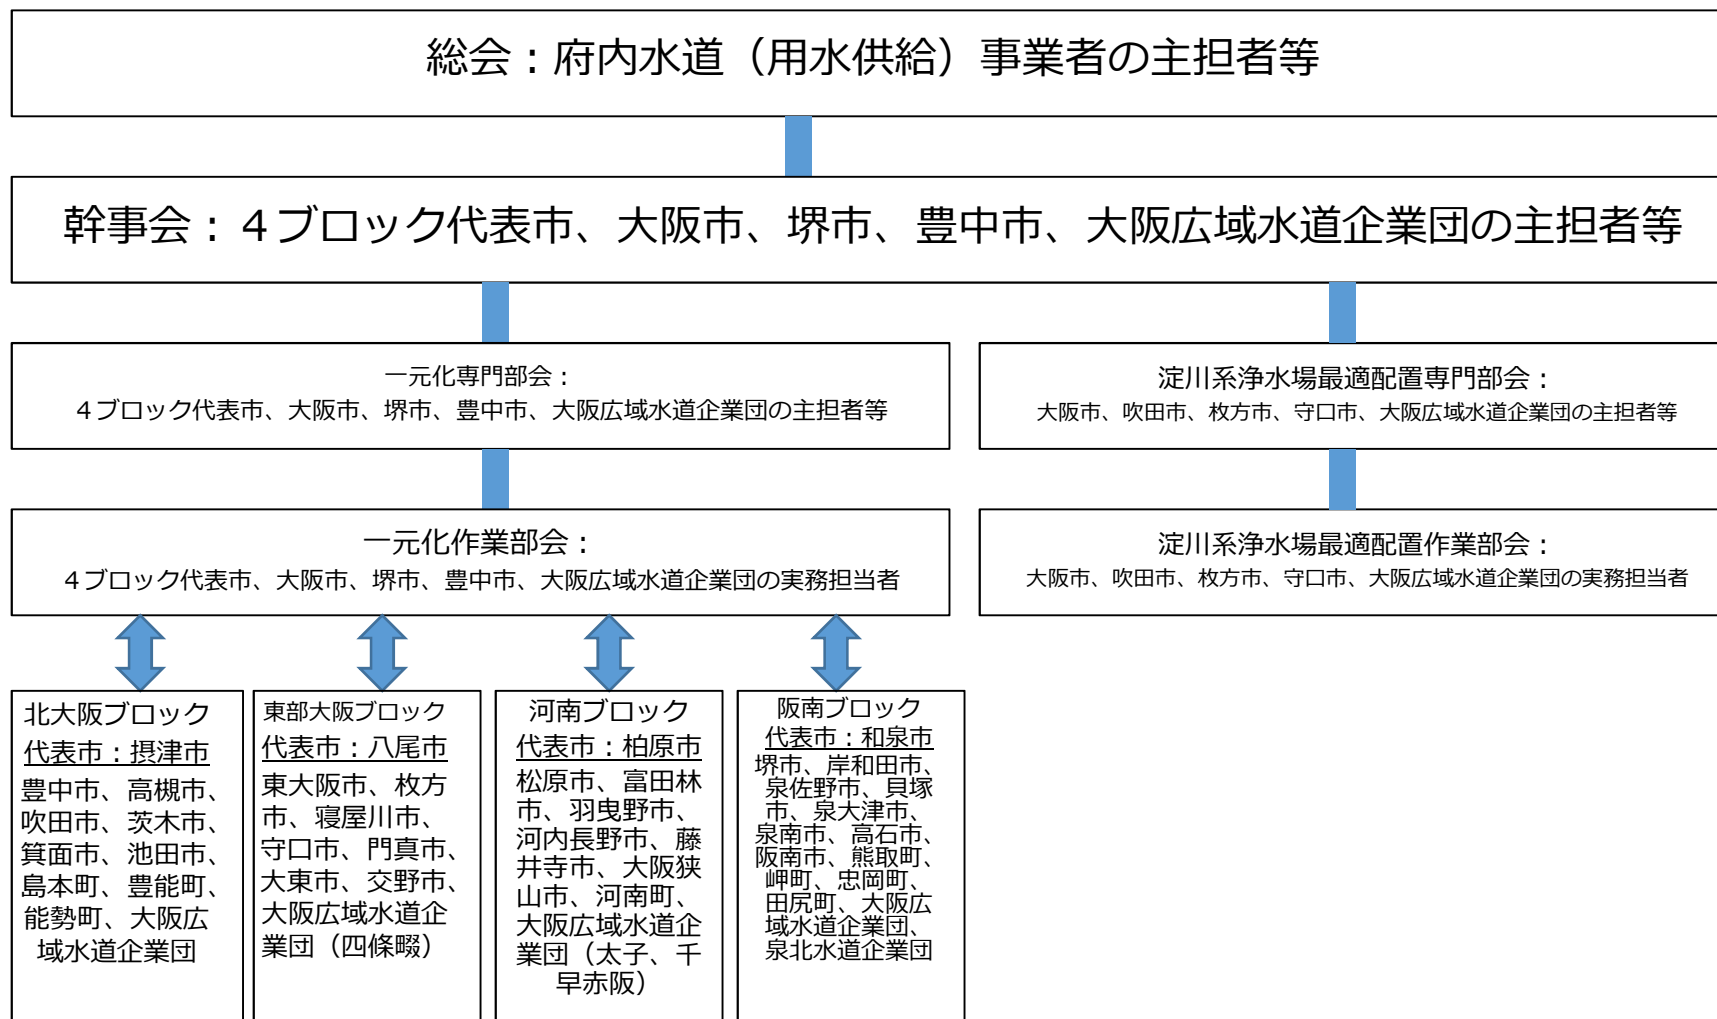 総会：府内水道（用水供給）事業者の主担者等
幹事会：４ブロック代表市、大阪市、堺市、豊中市、大阪広域水道企業団の主担者等
一元化専門部会：
４ブロック代表市、大阪市、堺市、豊中市、大阪広域水道企業団の主担者等
淀川系浄水場最適配置専門部会：
大阪市、吹田市、枚方市、守口市、大阪広域水道企業団の主担者等
一元化作業部会：
４ブロック代表市、大阪市、堺市、豊中市、大阪広域水道企業団の実務担当者
淀川系浄水場最適配置作業部会：
大阪市、吹田市、枚方市、守口市、大阪広域水道企業団の実務担当者
北大阪ブロック
代表市：摂津市
豊中市、高槻市、
吹田市、茨木市、
箕面市、池田市、
島本町、豊能町、
能勢町、大阪広
域水道企業団
東部大阪ブロック
代表市：八尾市
東大阪市、枚方
市、寝屋川市、
守口市、門真市、
大東市、交野市、
大阪広域水道企
業団（四條畷）
河南ブロック
代表市：柏原市
松原市、富田林
市、羽曳野市、
河内長野市、藤
井寺市、大阪狭
山市、河南町、
大阪広域水道企
業団（太子、千
早赤阪）
阪南ブロック
代表市：和泉市
堺市、岸和田市、
泉佐野市、貝塚
市、泉大津市、
泉南市、高石市、
阪南市、熊取町、
岬町、忠岡町、
田尻町、大阪広
域水道企業団、
泉北水道企業団